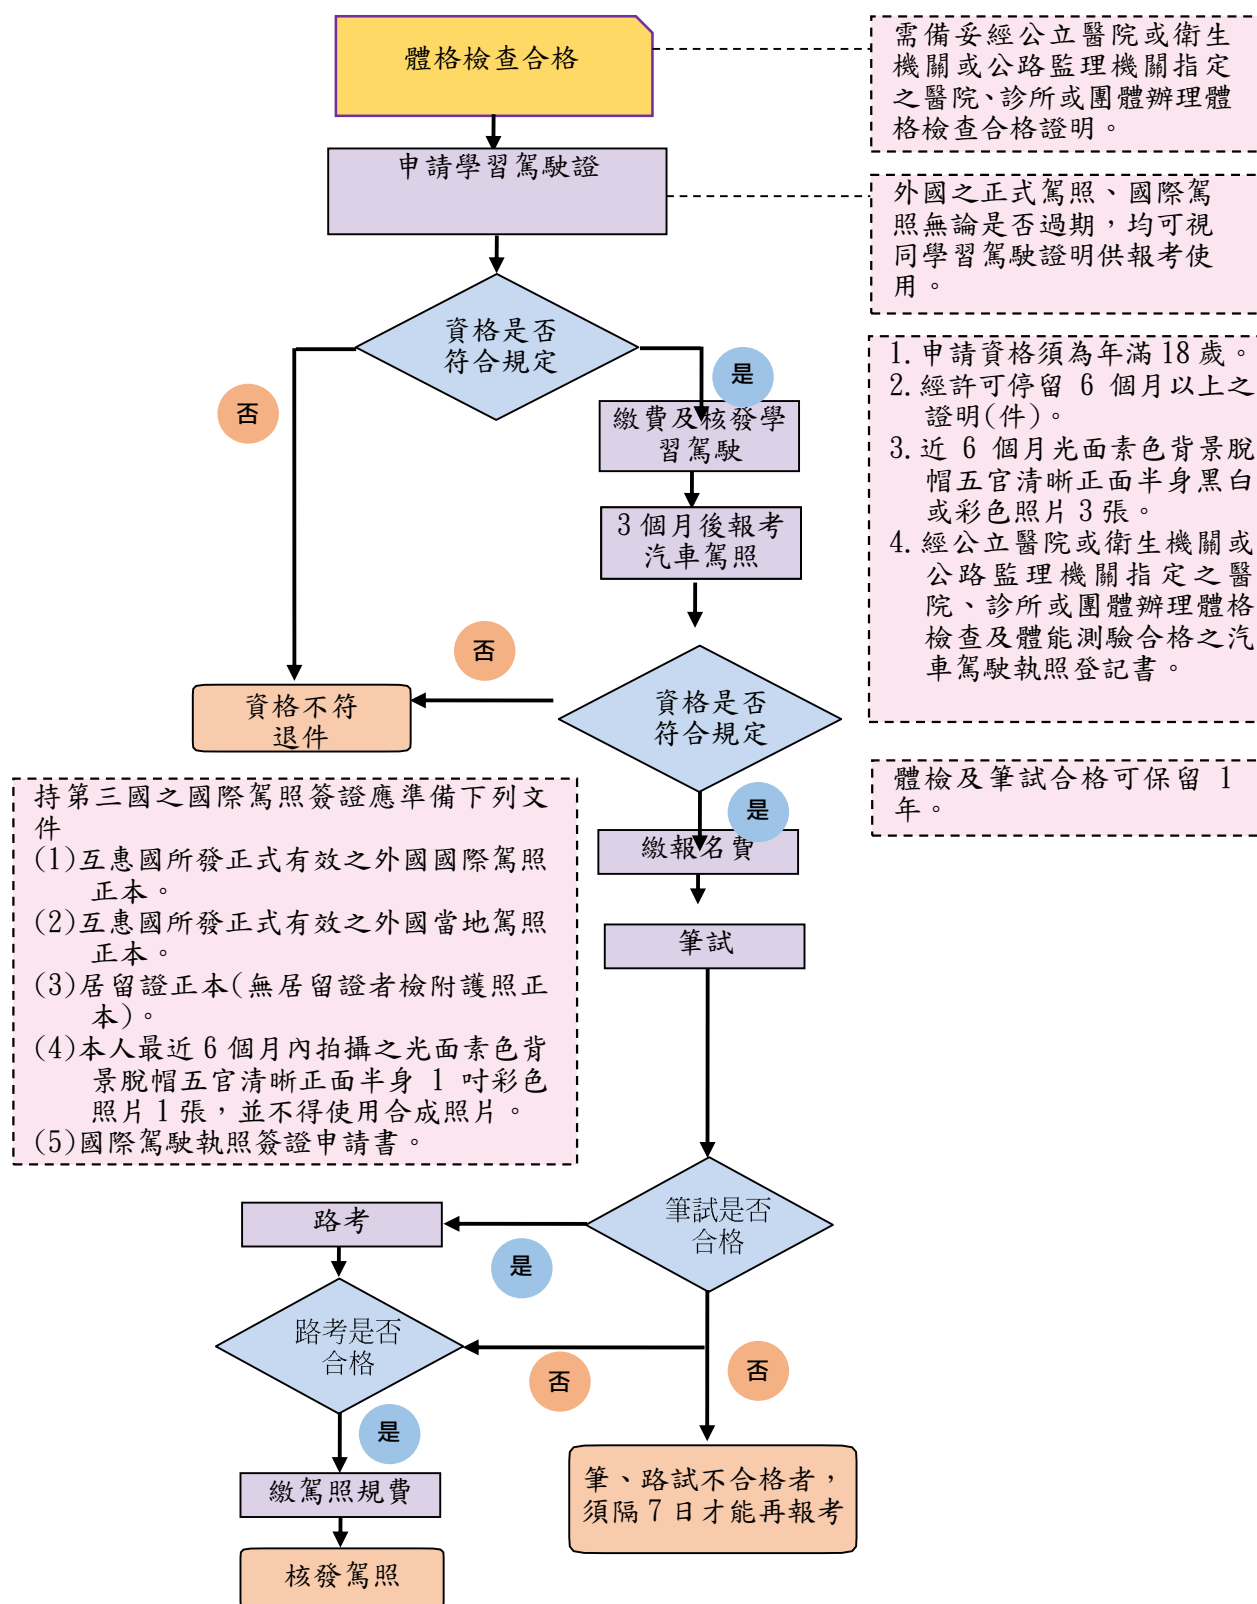 體格檢查合格
需備妥經公立醫院或衛生
機關或公路監理機關指定
之醫院、診所或團體辦理體
格檢查合格證明。
申請學習駕駛證
外國之正式駕照、國際駕
照無論是否過期，均可視
同學習駕駛證明供報考使
用。
資格是否
符合規定
否
是
1.申請資格須為年滿18歲。
2.經許可停留 6 個月以上之
證明(件)。
3.近 6 個月光面素色背景脫
帽五官清晰正面半身黑白
或彩色照片3張。
4.經公立醫院或衛生機關或
公路監理機關指定之醫
院、診所或團體辦理體格
檢查及體能測驗合格之汽
車駕駛執照登記書。
繳費及核發學
習駕駛
3個月後報考
汽車駕照
否
資格不符
退件
資格是否
符合規定
體檢及筆試合格可保留 1
年。
是
繳報名費
持第三國之國際駕照簽證應準備下列文
件
(1)互惠國所發正式有效之外國國際駕照
正本。
(2)互惠國所發正式有效之外國當地駕照
正本。
(3)居留證正本(無居留證者檢附護照正
本)。
(4)本人最近6個月內拍攝之光面素色背
景脫帽五官清晰正面半身 1 吋彩色
照片1張，並不得使用合成照片。
(5)國際駕駛執照簽證申請書。
筆試
筆試是否
合格
路考
是
路考是否
合格
否
否
是
繳駕照規費
筆、路試不合格者，
須隔7日才能再報考
核發駕照